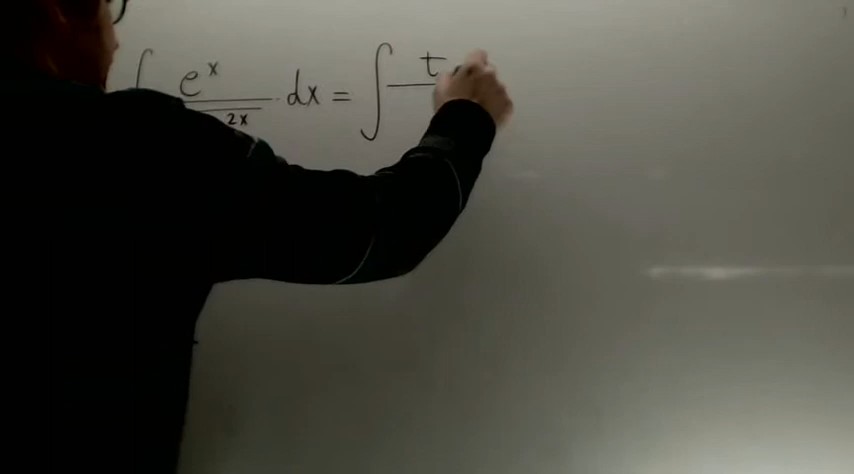 ∫ e^x / 2x dx = ∫ t